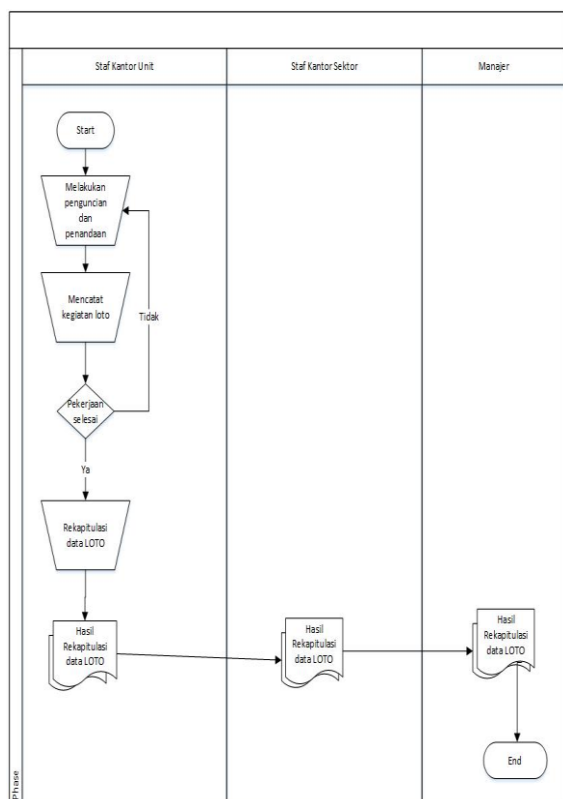 Staf Kantor Unit
Staf Kantor Sektor
Manajer
Start
Melakukan
penguncian
dan
penandaan
Mencatat
kegiatan loto
Tidak
Pekerjaan
selesai
Ya
Rekapitulasi
data LOTO
Hasil
Rekapitulasi
data LOTO
Hasil
Rekapitulasi
data LOTO
Hasil
Rekapitulasi
data LOTO
End
Phase